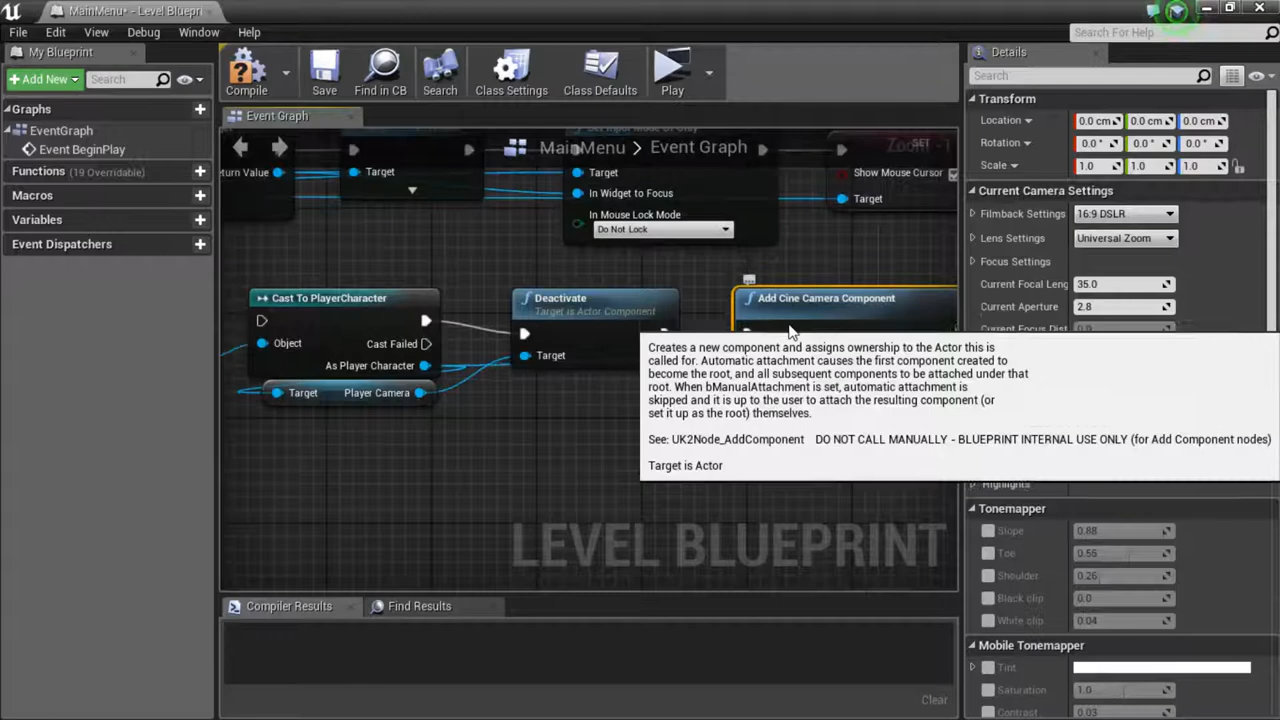 MainMenu* - Level Bluepri
File Edit View Asset Debug Window Help
Search For Help
My Blueprint
Add New
Search
Compile
Save
Find in CB
Search
Class Settings
Class Defaults
Play
Details
Search
Graphs
EventGraph
Event BeginPlay
Functions (19 Overridable)
Macros
Variables
Event Dispatchers
Event Graph
MainMenu > Event Graph
Zoom -1
Return Value
Target
Target
In Widget to Focus
In Mouse Lock Mode
Do Not Lock
SET
Show Mouse Cursor
Target
Cast To PlayerCharacter
Object
Cast Failed
As Player Character
Target Player Camera
Deactivate
Target is Actor Component
Target
Add Cine Camera Component
Creates a new component and assigns ownership to the Actor this is
called for. Automatic attachment causes the first component created to
become the root, and all subsequent components to be attached under that
root. When bManualAttachment is set, automatic attachment is
skipped and it is up to the user to attach the resulting component (or
set it up as the root) themselves.
See: UK2Node_AddComponent DO NOT CALL MANUALLY - BLUEPRINT INTERNAL USE ONLY (for Add Component nodes)
Target is Actor
LEVEL BLUEPRINT
Compiler Results
Find Results
Clear
Transform
Location 0.0 cm 0.0 cm 0.0 cm
Rotation 0.0 ° 0.0 ° 0.0 °
Scale 1.0 1.0 1.0
Current Camera Settings
Filmback Settings 16:9 DSLR
Lens Settings Universal Zoom
Focus Settings
Current Focal Leng 35.0
Current Aperture 2.8
Highlights
Tonemapper
Slope 0.88
Toe 0.55
Shoulder 0.26
Black clip 0.0
White clip 0.04
Mobile Tonemapper
Tint
Saturation 1.0
Contrast 0.03